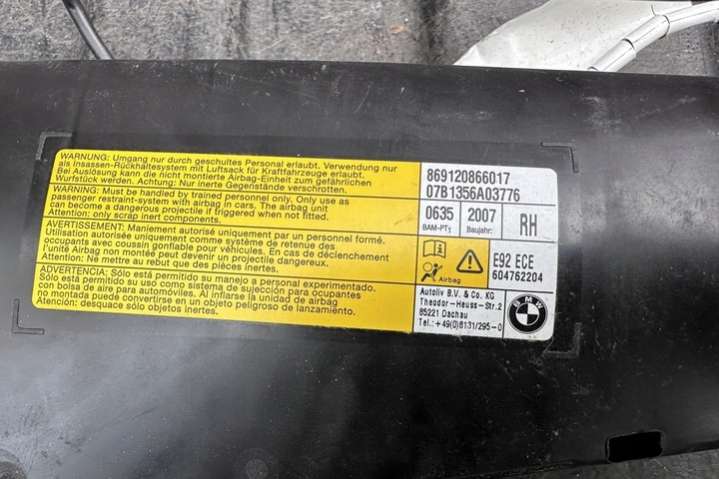 WARNUNG: Umgang nur durch geschultes Personal erlaubt. Verwendung nur
als Insassen-Rückhaltesystem mit Luftsack für Kraftfahrzeuge erlaubt.
Bei Auslösung kann die nicht montierte Airbag-Einheit zum gefährlichen
Wurfstück werden. Achtung: Nur inerte Gegenstände verschrotten.
WARNING: Must be handled by trained personnel only. Only use as
passenger restraint-system with airbag in cars. The airbag unit
can become a dangerous projectile if triggered when not fitted.
Attention: only scrap inert components.
AVERTISSEMENT: Maniement autorisé uniquement par un personnel formé.
Utilisation autorisée uniquement comme système de retenue des
occupants avec coussin gonflable pour véhicules. En cas de déclenchement
l'unité Airbag non montée peut devenir un projectile dangereux.
Attention: Ne mettre au rebut que des pièces inertes.
ADVERTENCIA: Sólo está permitido su manejo a personal experimentado.
Sólo está permitido su uso como sistema de sujección para ocupantes
con bolsa de aire para automóviles. Al inflarse la unidad de airbag
no montada puede convertirse en un objeto peligroso de lanzamiento.
Atención: desguace sólo objetos inertes.
869120866017
07B1356A03776
0635 2007 RH
BAM-PT1 Baujahr:
E92 ECE
604762204
Airbag
Autoliv B.V. & Co. KG
Theodor-Heuss-Str.2
85221 Dachau
Tel.: +49(0)8131/295-0
BMW